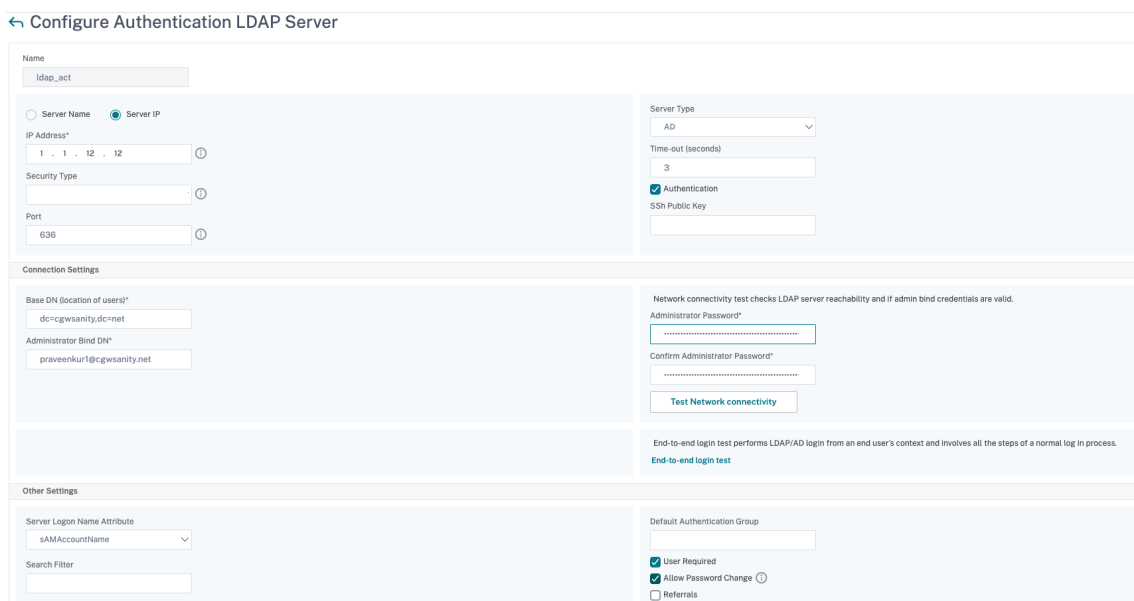 Configure Authentication LDAP Server
Name
ldap_act
Server Name
Server IP
IP Address*
1 . 1 . 12 . 12
Security Type
Port
636
Server Type
AD
Time-out (seconds)
3
Authentication
SSh Public Key
Connection Settings
Base DN (location of users)*
dc=cgwsanity,dc=net
Administrator Bind DN*
praveenkur1@cgwsanity.net
Network connectivity test checks LDAP server reachability and if admin bind credentials are valid.
Administrator Password*
Confirm Administrator Password*
Test Network connectivity
End-to-end login test performs LDAP/AD login from an end user's context and involves all the steps of a normal log in process.
End-to-end login test
Other Settings
Server Logon Name Attribute
sAMAccountName
Search Filter
Default Authentication Group
User Required
Allow Password Change
Referrals